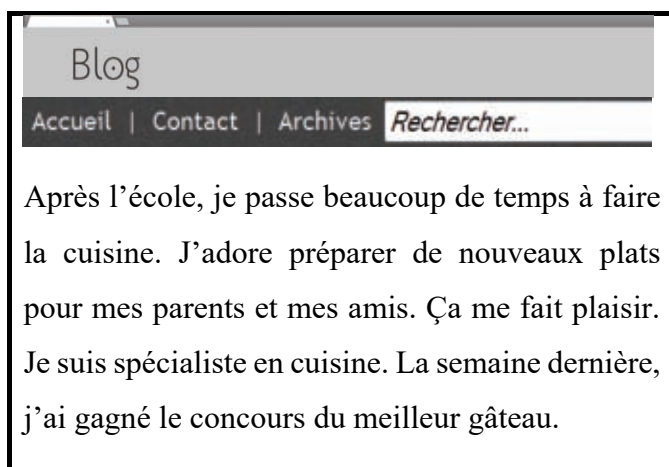 Blog
Accueil | Contact | Archives Rechercher...
Après l’école, je passe beaucoup de temps à faire
la cuisine. J’adore préparer de nouveaux plats
pour mes parents et mes amis. Ça me fait plaisir.
Je suis spécialiste en cuisine. La semaine dernière,
j’ai gagné le concours du meilleur gâteau.